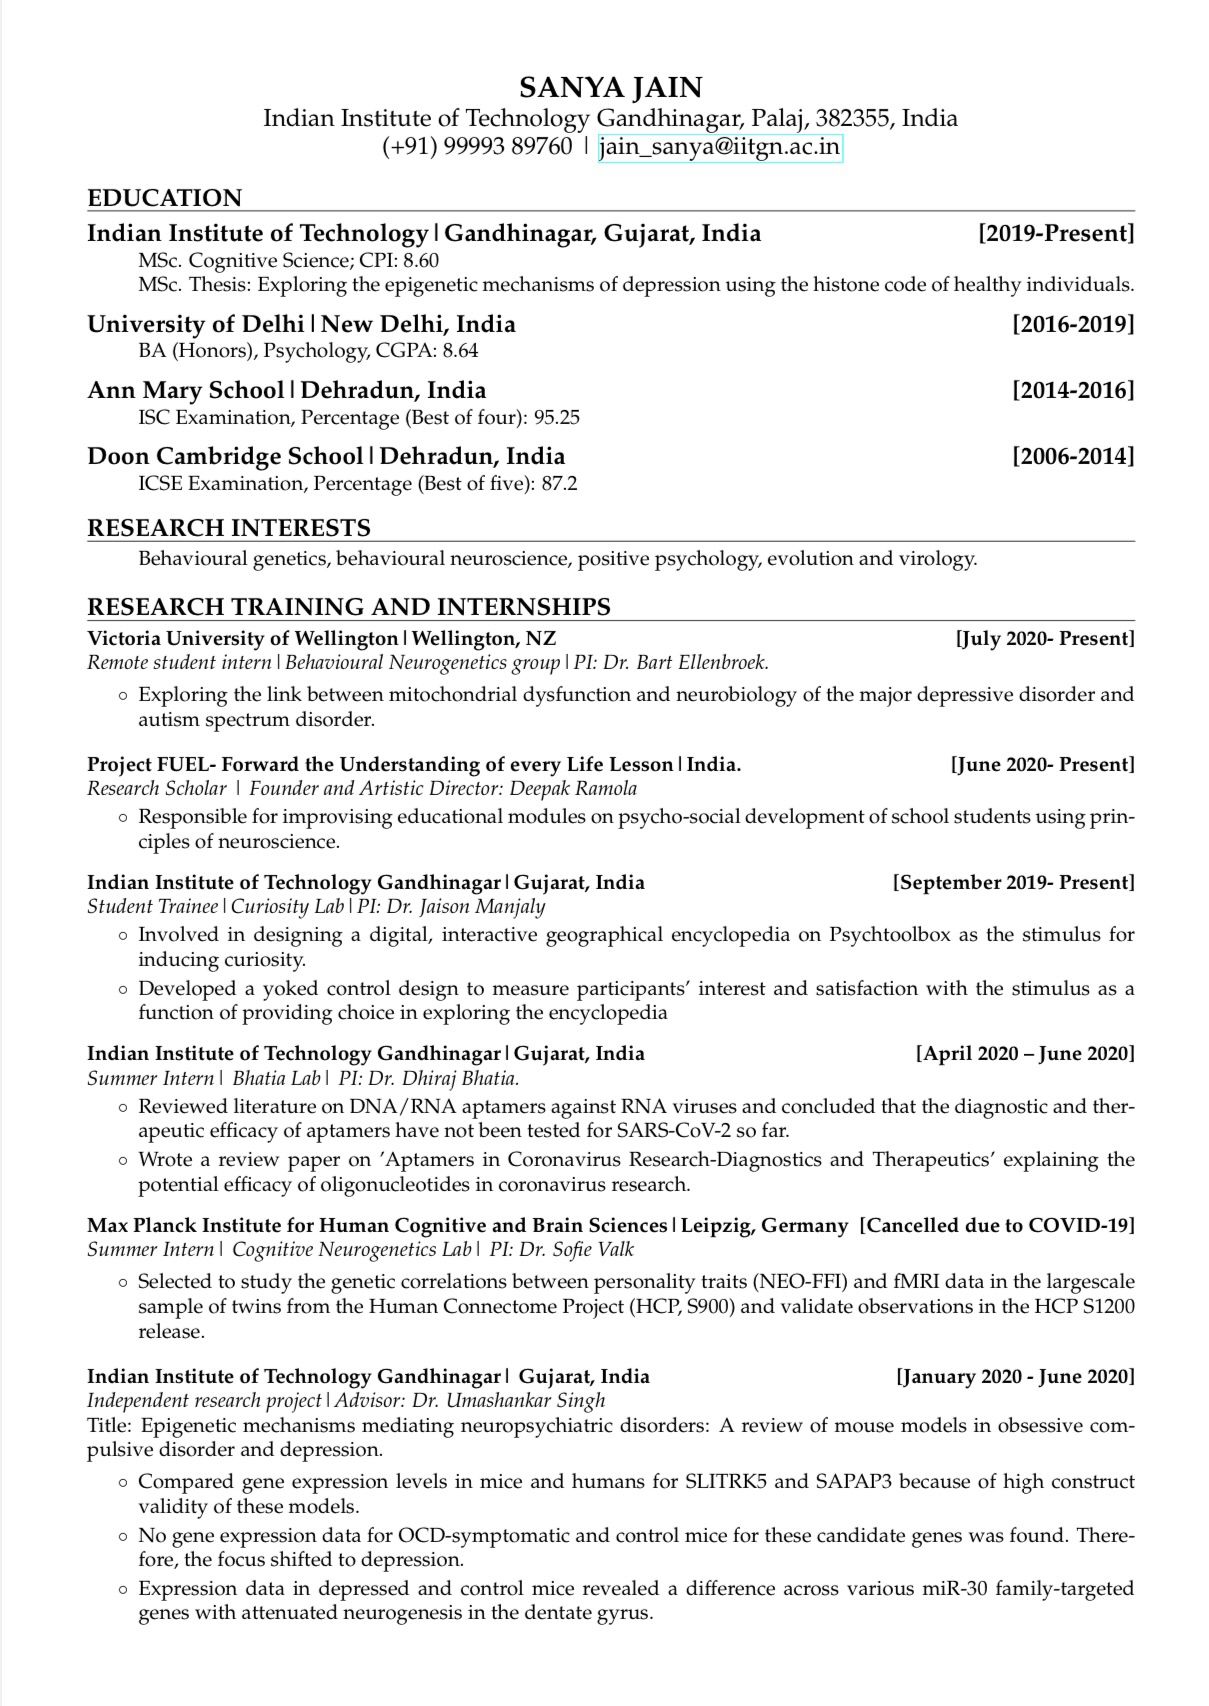 SANYA JAIN
Indian Institute of Technology Gandhinagar, Palaj, 382355, India
(+91) 99993 89760 | jain_sanya@iitgn.ac.in
EDUCATION
Indian Institute of Technology | Gandhinagar, Gujarat, India [2019-Present]
MSc. Cognitive Science; CPI: 8.60
MSc. Thesis: Exploring the epigenetic mechanisms of depression using the histone code of healthy individuals.
University of Delhi | New Delhi, India [2016-2019]
BA (Honors), Psychology, CGPA: 8.64
Ann Mary School | Dehradun, India [2014-2016]
ISC Examination, Percentage (Best of four): 95.25
Doon Cambridge School | Dehradun, India [2006-2014]
ICSE Examination, Percentage (Best of five): 87.2
RESEARCH INTERESTS
Behavioural genetics, behavioural neuroscience, positive psychology, evolution and virology.
RESEARCH TRAINING AND INTERNSHIPS
Victoria University of Wellington | Wellington, NZ [July 2020- Present]
Remote student intern | Behavioural Neurogenetics group | PI: Dr. Bart Ellenbroek.
◦ Exploring the link between mitochondrial dysfunction and neurobiology of the major depressive disorder and
autism spectrum disorder.
Project FUEL- Forward the Understanding of every Life Lesson | India. [June 2020- Present]
Research Scholar | Founder and Artistic Director: Deepak Ramola
◦ Responsible for improvising educational modules on psycho-social development of school students using prin-
ciples of neuroscience.
Indian Institute of Technology Gandhinagar | Gujarat, India [September 2019- Present]
Student Trainee | Curiosity Lab | PI: Dr. Jaison Manjaly
◦ Involved in designing a digital, interactive geographical encyclopedia on Psychtoolbox as the stimulus for
inducing curiosity.
◦ Developed a yoked control design to measure participants' interest and satisfaction with the stimulus as a
function of providing choice in exploring the encyclopedia
Indian Institute of Technology Gandhinagar | Gujarat, India [April 2020 – June 2020]
Summer Intern | Bhatia Lab | PI: Dr. Dhiraj Bhatia.
◦ Reviewed literature on DNA/RNA aptamers against RNA viruses and concluded that the diagnostic and ther-
apeutic efficacy of aptamers have not been tested for SARS-CoV-2 so far.
◦ Wrote a review paper on 'Aptamers in Coronavirus Research-Diagnostics and Therapeutics' explaining the
potential efficacy of oligonucleotides in coronavirus research.
Max Planck Institute for Human Cognitive and Brain Sciences | Leipzig, Germany [Cancelled due to COVID-19]
Summer Intern | Cognitive Neurogenetics Lab | PI: Dr. Sofie Valk
◦ Selected to study the genetic correlations between personality traits (NEO-FFI) and fMRI data in the largescale
sample of twins from the Human Connectome Project (HCP, S900) and validate observations in the HCP S1200
release.
Indian Institute of Technology Gandhinagar | Gujarat, India [January 2020 - June 2020]
Independent research project | Advisor: Dr. Umashankar Singh
Title: Epigenetic mechanisms mediating neuropsychiatric disorders: A review of mouse models in obsessive com-
pulsive disorder and depression.
◦ Compared gene expression levels in mice and humans for SLITRK5 and SAPAP3 because of high construct
validity of these models.
◦ No gene expression data for OCD-symptomatic and control mice for these candidate genes was found. There-
fore, the focus shifted to depression.
◦ Expression data in depressed and control mice revealed a difference across various miR-30 family-targeted
genes with attenuated neurogenesis in the dentate gyrus.